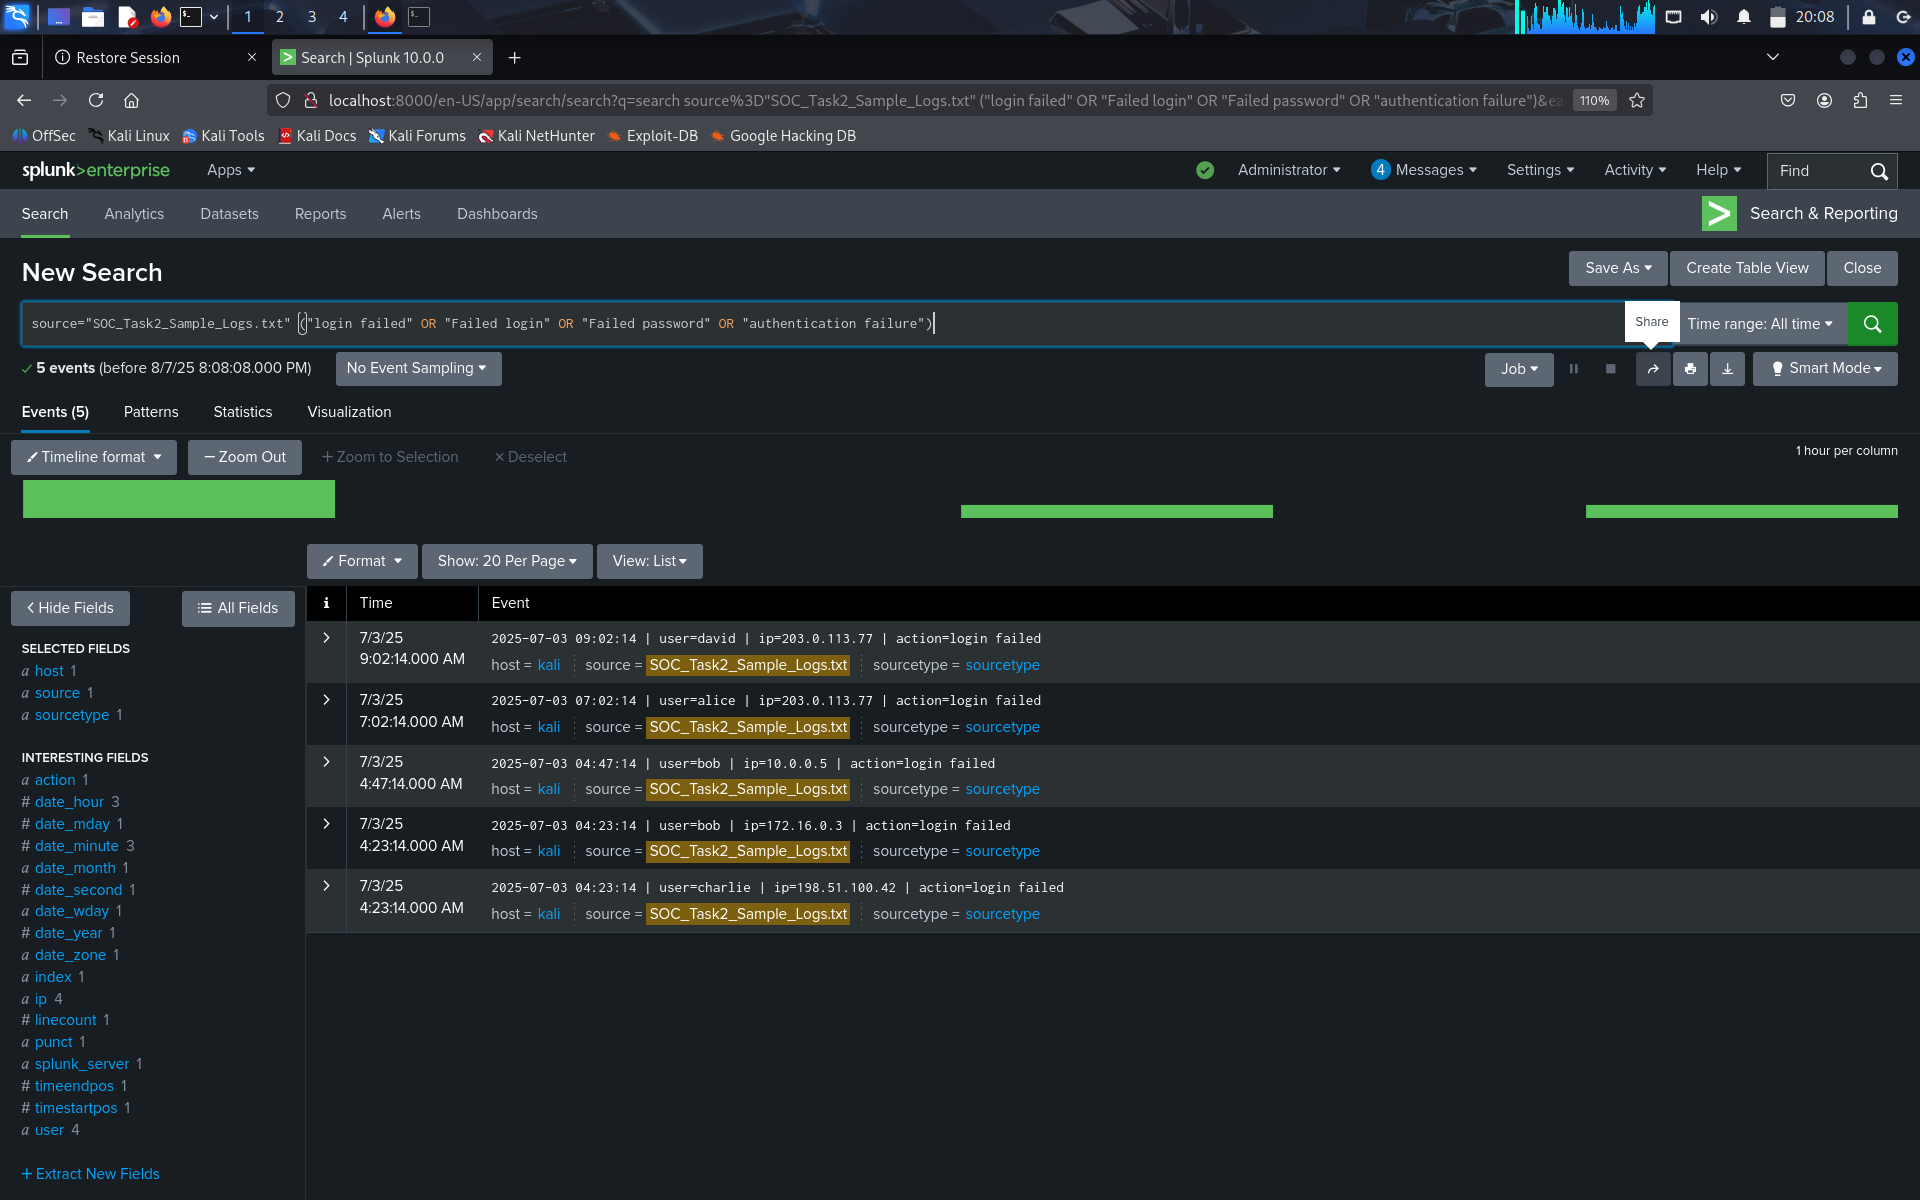 1 2 3 4 20:08
Restore Session Search | Splunk 10.0.0
localhost:8000/en-US/app/search/search?q=search source%3D"SOC_Task2_Sample_Logs.txt" ("login failed" OR "Failed login" OR "Failed password" OR "authentication failure")&ea 110%
OffSec Kali Linux Kali Tools Kali Docs Kali Forums Kali NetHunter Exploit-DB Google Hacking DB
splunk>enterprise Apps Administrator 4 Messages Settings Activity Help Find
Search Analytics Datasets Reports Alerts Dashboards Search & Reporting
New Search Save As Create Table View Close
source="SOC_Task2_Sample_Logs.txt" ("login failed" OR "Failed login" OR "Failed password" OR "authentication failure") Share Time range: All time
5 events (before 8/7/25 8:08:08.000 PM) No Event Sampling Job Smart Mode
Events (5) Patterns Statistics Visualization
Timeline format Zoom Out Zoom to Selection Deselect 1 hour per column
Format Show: 20 Per Page View: List
Hide Fields All Fields
SELECTED FIELDS
a host 1
a source 1
a sourcetype 1
INTERESTING FIELDS
a action 1
# date_hour 3
# date_mday 1
# date_minute 3
a date_month 1
# date_second 1
a date_wday 1
# date_year 1
a date_zone 1
a index 1
a ip 4
# linecount 1
a punct 1
a splunk_server 1
# timeendpos 1
# timestartpos 1
a user 4
Extract New Fields
i Time Event
7/3/25
9:02:14.000 AM
2025-07-03 09:02:14 | user=david | ip=203.0.113.77 | action=login failed
host = kali source = SOC_Task2_Sample_Logs.txt sourcetype = sourcetype
7/3/25
7:02:14.000 AM
2025-07-03 07:02:14 | user=alice | ip=203.0.113.77 | action=login failed
host = kali source = SOC_Task2_Sample_Logs.txt sourcetype = sourcetype
7/3/25
4:47:14.000 AM
2025-07-03 04:47:14 | user=bob | ip=10.0.0.5 | action=login failed
host = kali source = SOC_Task2_Sample_Logs.txt sourcetype = sourcetype
7/3/25
4:23:14.000 AM
2025-07-03 04:23:14 | user=bob | ip=172.16.0.3 | action=login failed
host = kali source = SOC_Task2_Sample_Logs.txt sourcetype = sourcetype
7/3/25
4:23:14.000 AM
2025-07-03 04:23:14 | user=charlie | ip=198.51.100.42 | action=login failed
host = kali source = SOC_Task2_Sample_Logs.txt sourcetype = sourcetype